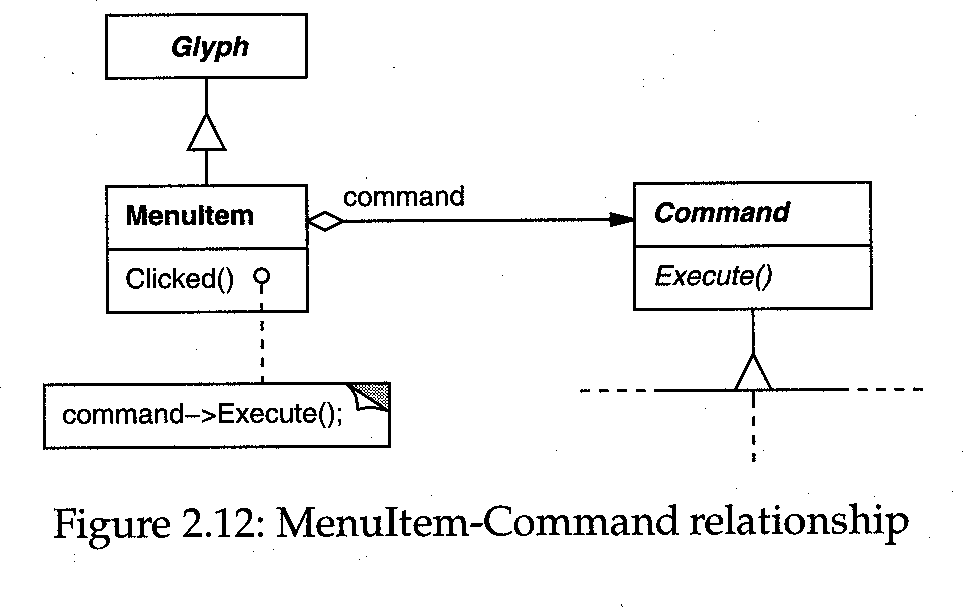 Glyph
MenuItem
command
Command
Clicked()
Execute()
command–>Execute();
Figure 2.12: MenuItem-Command relationship